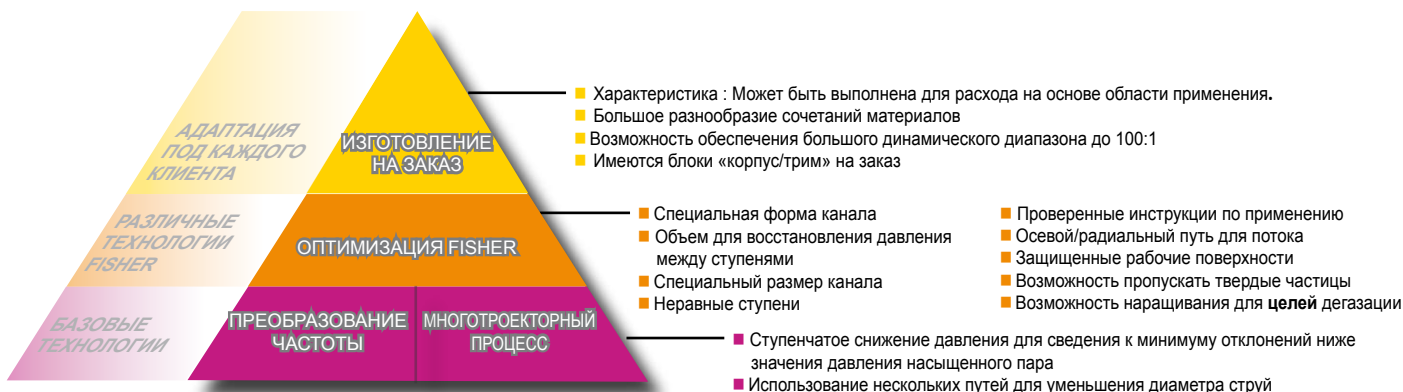 АДАПТАЦИЯ
ПОД КАЖДОГО
КЛИЕНТА
ИЗГОТОВЛЕНИЕ
НА ЗАКАЗ
Характеристика : Может быть выполнена для расхода на основе области применения.
Большое разнообразие сочетаний материалов
Возможность обеспечения большого динамического диапазона до 100:1
Имеются блоки «корпус/трим» на заказ
РАЗЛИЧНЫЕ
ТЕХНОЛОГИИ
FISHER
ОПТИМИЗАЦИЯ FISHER
Специальная форма канала
Объем для восстановления давления
между ступенями
Специальный размер канала
Неравные ступени
Проверенные инструкции по применению
Осевой/радиальный путь для потока
Защищенные рабочие поверхности
Возможность пропускать твердые частицы
Возможность наращивания для целей дегазации
БАЗОВЫЕ
ТЕХНОЛОГИИ
ПРЕОБРАЗОВАНИЕ
ЧАСТОТЫ
МНОГОТРОЕКТОРНЫЙ
ПРОЦЕСС
Ступенчатое снижение давления для сведения к минимуму отклонений ниже
значения давления насыщенного пара
Использование нескольких путей для уменьшения диаметра струй